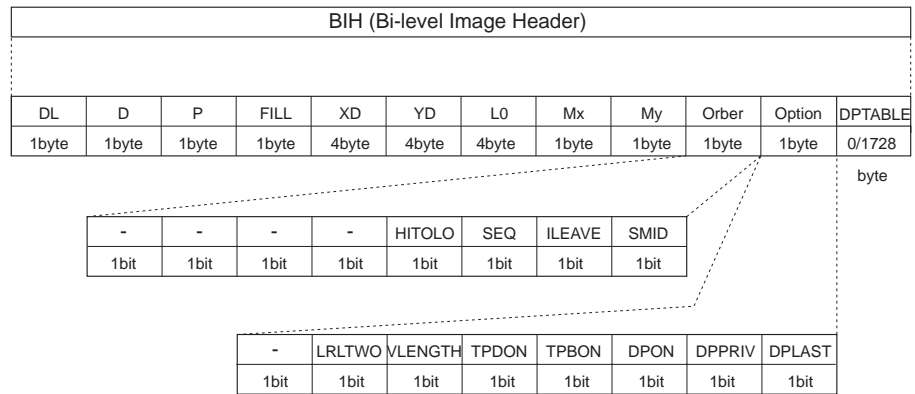 BIH (Bi-level Image Header)
DL D P FILL XD YD L0 Mx My Orber Option DPTABLE
1byte 1byte 1byte 1byte 4byte 4byte 4byte 1byte 1byte 1byte 1byte 0/1728
byte
- - - - HITOLO SEQ ILEAVE SMID
1bit 1bit 1bit 1bit 1bit 1bit 1bit 1bit
- LRLTWO VLENGTH TPDON TPBON DPON DPPRIV DPLAST
1bit 1bit 1bit 1bit 1bit 1bit 1bit 1bit